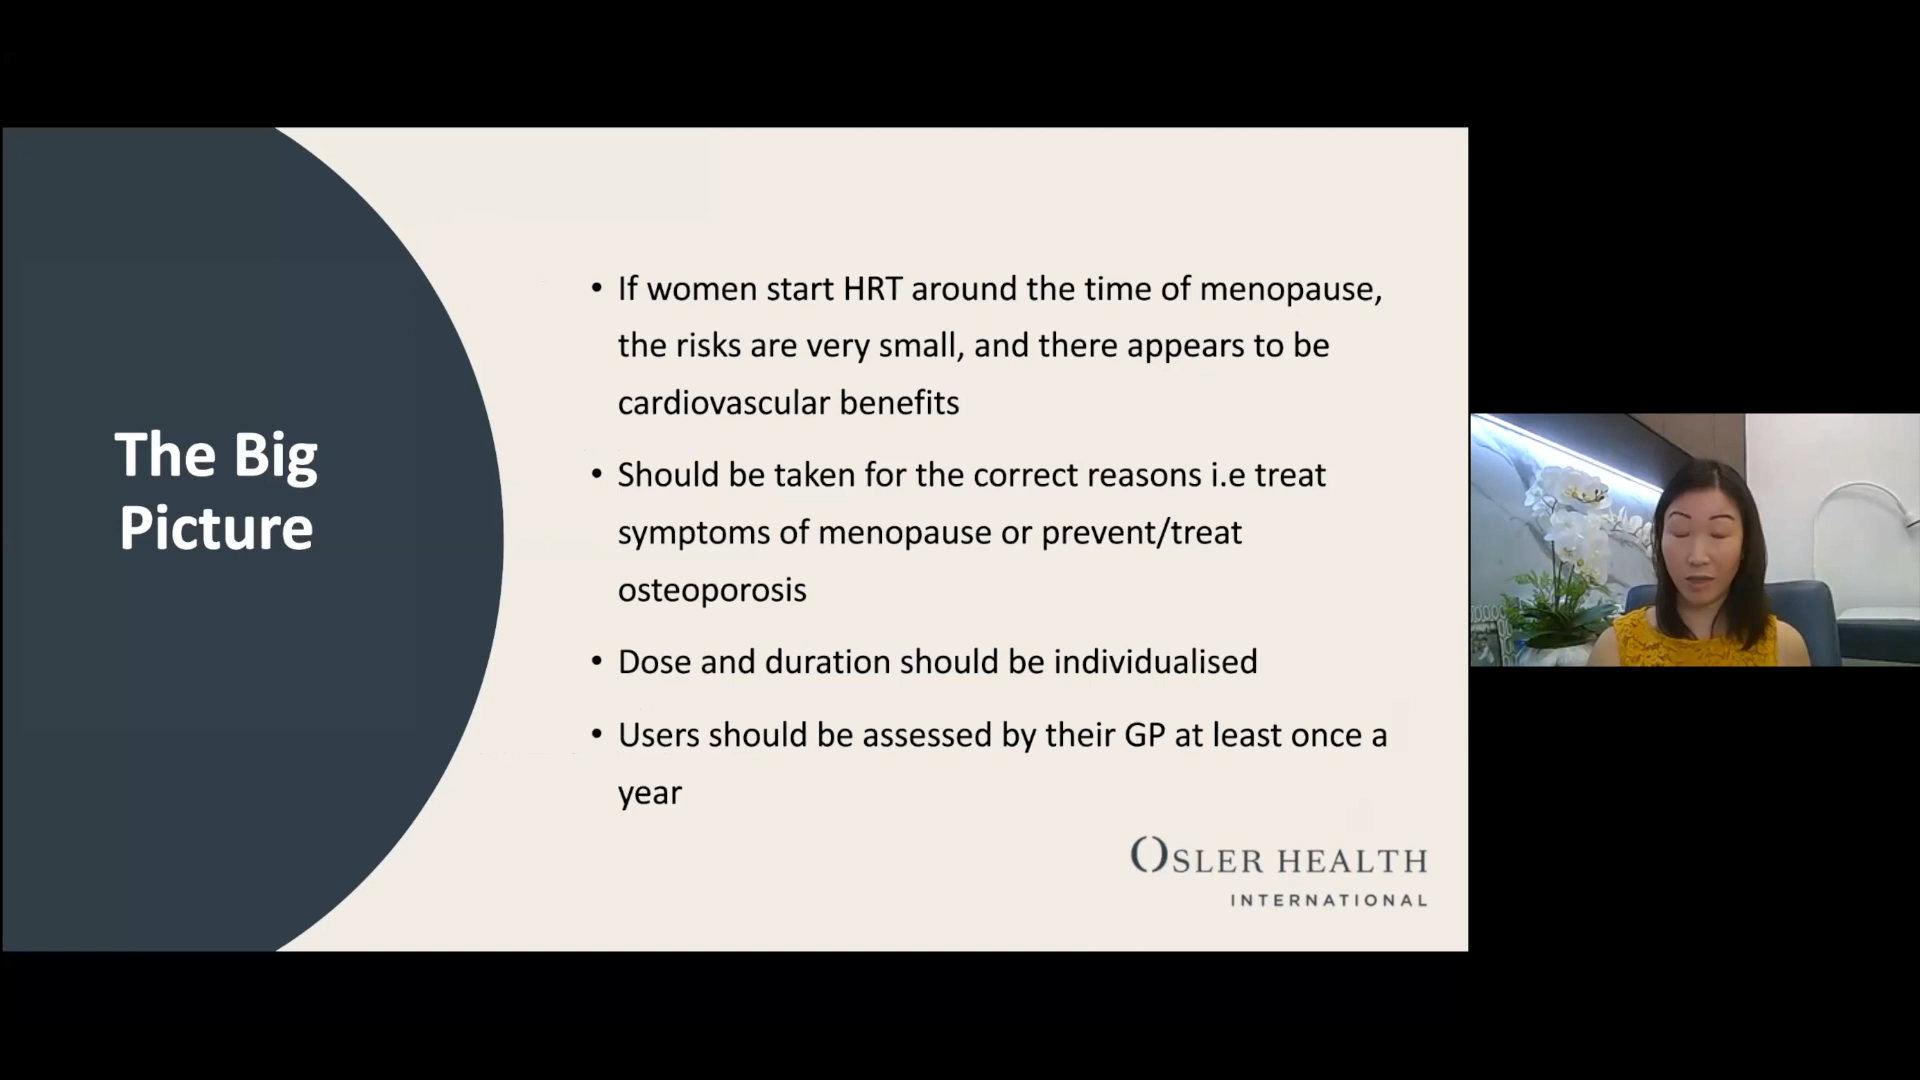 The Big
Picture
• If women start HRT around the time of menopause,
the risks are very small, and there appears to be
cardiovascular benefits
• Should be taken for the correct reasons i.e treat
symptoms of menopause or prevent/treat
osteoporosis
• Dose and duration should be individualised
• Users should be assessed by their GP at least once a
year
OSLER HEALTH
INTERNATIONAL